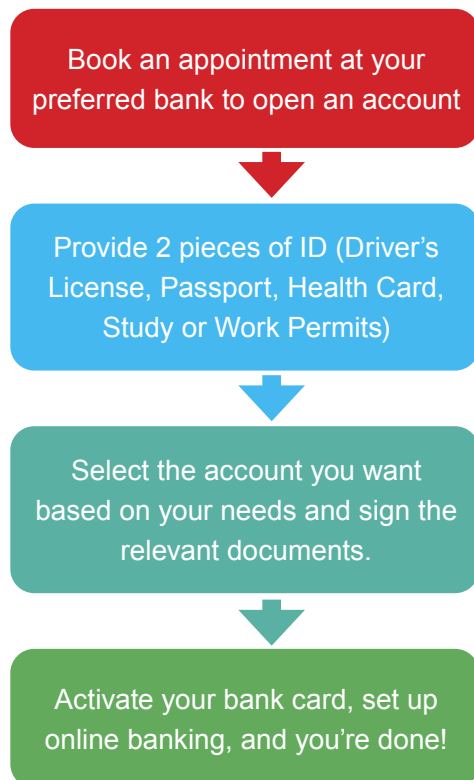 Book an appointment at your
preferred bank to open an account
Provide 2 pieces of ID (Driver’s
License, Passport, Health Card,
Study or Work Permits)
Select the account you want
based on your needs and sign the
relevant documents.
Activate your bank card, set up
online banking, and you’re done!